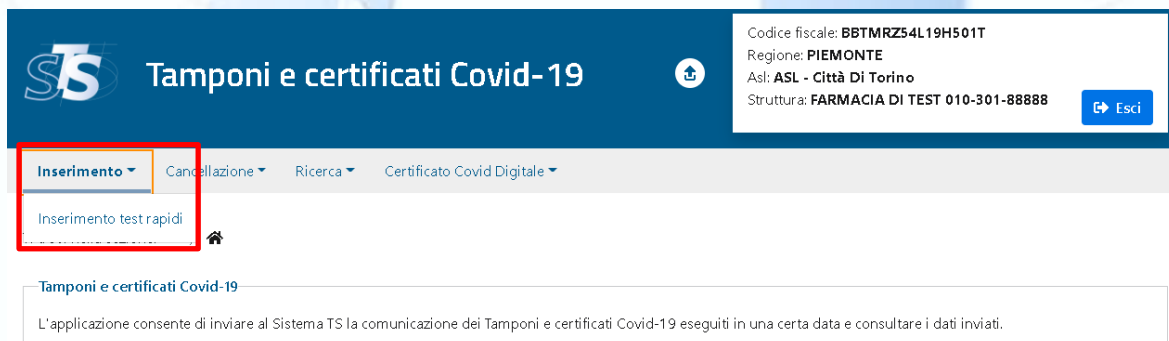 STS
Tamponi e certificati Covid-19
Codice fiscale: BBTMRZ54L19H501T
Regione: PIEMONTE
Asl: ASL - Città Di Torino
Struttura: FARMACIA DI TEST 010-301-88888
Esci
Inserimento
Cancellazione
Ricerca
Certificato Covid Digitale
Inserimento test rapidi
Tamponi e certificati Covid-19
L'applicazione consente di inviare al Sistema TS la comunicazione dei Tamponi e certificati Covid-19 eseguiti in una certa data e consultare i dati inviati.